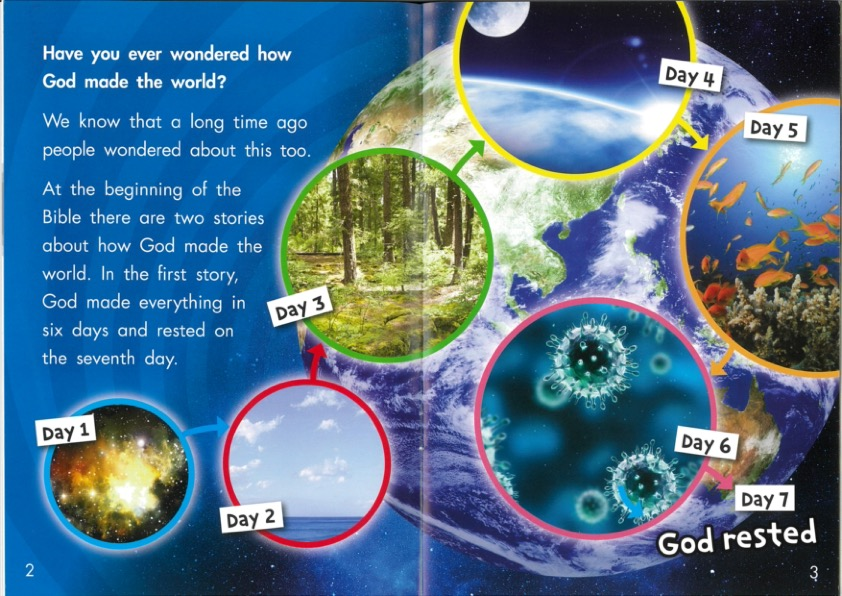 Have you ever wondered how
God made the world?
We know that a long time ago
people wondered about this too.
At the beginning of the
Bible there are two stories
about how God made the
world. In the first story,
God made everything in
six days and rested on
the seventh day.
Day 1
Day 2
Day 3
Day 4
Day 5
Day 6
Day 7
God rested
2
3